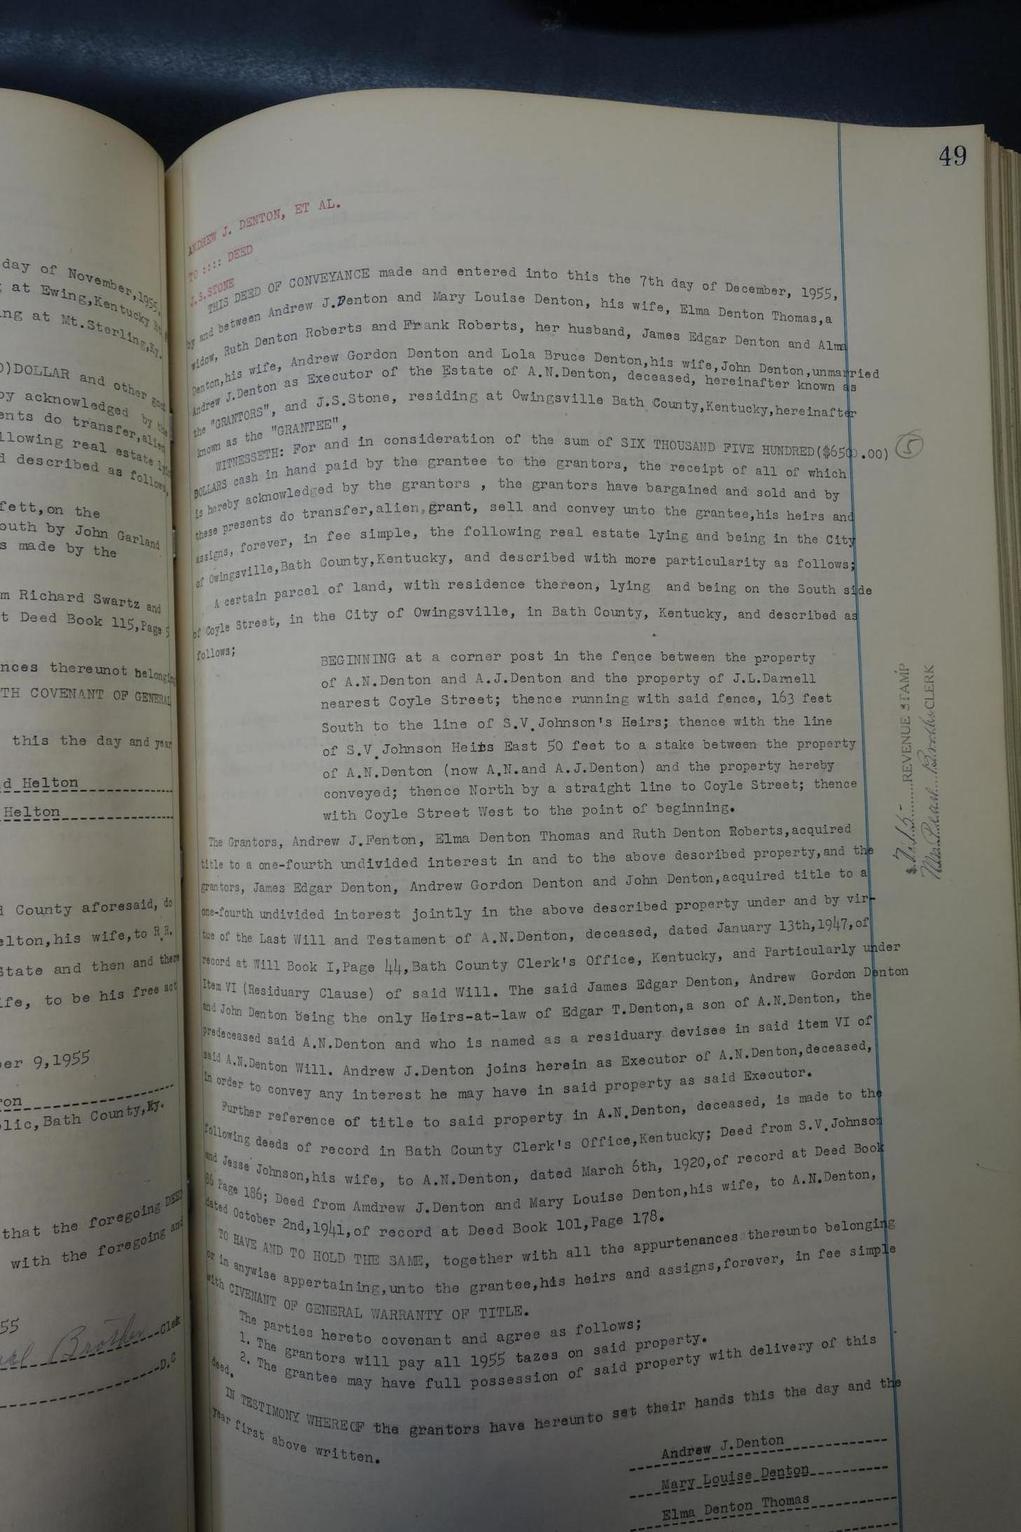 day of November,1955,
at Ewing,Kentucky
ng at Mt.Sterling,Ky.
)DOLLAR and other
by acknowledged by the
ents do transfer,alien
llowing real estate
d described as follows,
fett,on the
outh by John Garland
s made by the
m Richard Swartz and
t Deed Book 115,Page 5
nces thereunot belonging
TH COVENANT OF GENERAL
this the day and year
d Helton
Helton
d County aforesaid, do
elton,his wife,to R.R.
State and then and there
ife, to be his free act
er 9,1955
ron
lic,Bath County,Ky.
that the foregoing DEED
with the foregoing and
55
Clerk
D.C
49
ANDREW J. DENTON, ET AL.
TO :::: DEED
J.S.STONE
THIS DEED OF CONVEYANCE made and entered into this the 7th day of December, 1955,
by and between Andrew J.Denton and Mary Louise Denton, his wife, Elma Denton Thomas,a
widow, Ruth Denton Roberts and Frank Roberts, her husband, James Edgar Denton and Alma
Denton,his wife, Andrew Gordon Denton and Lola Bruce Denton,his wife,John Denton,unmarried
Andrew J.Denton as Executor of the Estate of A.N.Denton, deceased, hereinafter known as
the "GRANTORS", and J.S.Stone, residing at Owingsville Bath County,Kentucky,hereinafter
known as the "GRANTEE",
WITNESSETH: For and in consideration of the sum of SIX THOUSAND FIVE HUNDRED($6500.00) 5
DOLLARS cash in hand paid by the grantee to the grantors, the receipt of all of which
is hereby acknowledged by the grantors , the grantors have bargained and sold and by
these presents do transfer,alien,grant, sell and convey unto the grantee,his heirs and
assigns, forever, in fee simple, the following real estate lying and being in the City
of Owingsville,Bath County,Kentucky, and described with more particularity as follows;
A certain parcel of land, with residence thereon, lying and being on the South side
of Coyle Street, in the City of Owingsville, in Bath County, Kentucky, and described as
follows;
BEGINNING at a corner post in the fence between the property
of A.N.Denton and A.J.Denton and the property of J.L.Darnell
nearest Coyle Street; thence running with said fence, 163 feet
South to the line of S.V.Johnson's Heirs; thence with the line
of S.V.Johnson Heirs East 50 feet to a stake between the property
of A.N.Denton (now A.N.and A.J.Denton) and the property hereby
conveyed; thence North by a straight line to Coyle Street; thence
with Coyle Street West to the point of beginning.
The Grantors, Andrew J.Fenton, Elma Denton Thomas and Ruth Denton Roberts,acquired
title to a one-fourth undivided interest in and to the above described property,and the
grantors, James Edgar Denton, Andrew Gordon Denton and John Denton,acquired title to a
one-fourth undivided interest jointly in the above described property under and by vir-
tue of the Last Will and Testament of A.N.Denton, deceased, dated January 13th,1947,of
record at Will Book I,Page 44,Bath County Clerk's Office, Kentucky, and Particularly under
Item VI (Residuary Clause) of said Will. The said James Edgar Denton, Andrew Gordon Denton
and John Denton being the only Heirs-at-law of Edgar T.Denton,a son of A.N.Denton, the
predeceased said A.N.Denton and who is named as a residuary devisee in said item VI of
said A.N.Denton Will. Andrew J.Denton joins herein as Executor of A.N.Denton,deceased,
in order to convey any interest he may have in said property as said Executor.
Further reference of title to said property in A.N.Denton, deceased, is made to the
following deeds of record in Bath County Clerk's Office,Kentucky; Deed from S.V.Johnson
and Jesse Johnson,his wife, to A.N.Denton, dated March 6th, 1920,of record at Deed Book
86 Page 186; Deed from Amdrew J.Denton and Mary Louise Denton,his wife, to A.N.Denton,
dated October 2nd,1941,of record at Deed Book 101,Page 178.
TO HAVE AND TO HOLD THE SAME, together with all the appurtenances thereunto belonging
or in anywise appertaining,unto the grantee,his heirs and assigns,forever, in fee simple
with CIVENANT OF GENERAL WARRANTY OF TITLE.
The parties hereto covenant and agree as follows;
1. The grantors will pay all 1955 tazes on said property.
2. The grantee may have full possession of said property with delivery of this
deed.
IN TESTIMONY WHEREOF the grantors have hereunto set their hands this the day and the
year first above written.
Andrew J.Denton
Mary Louise Denton
Elma Denton Thomas
$7.15 REVENUE STAMP
CLERK